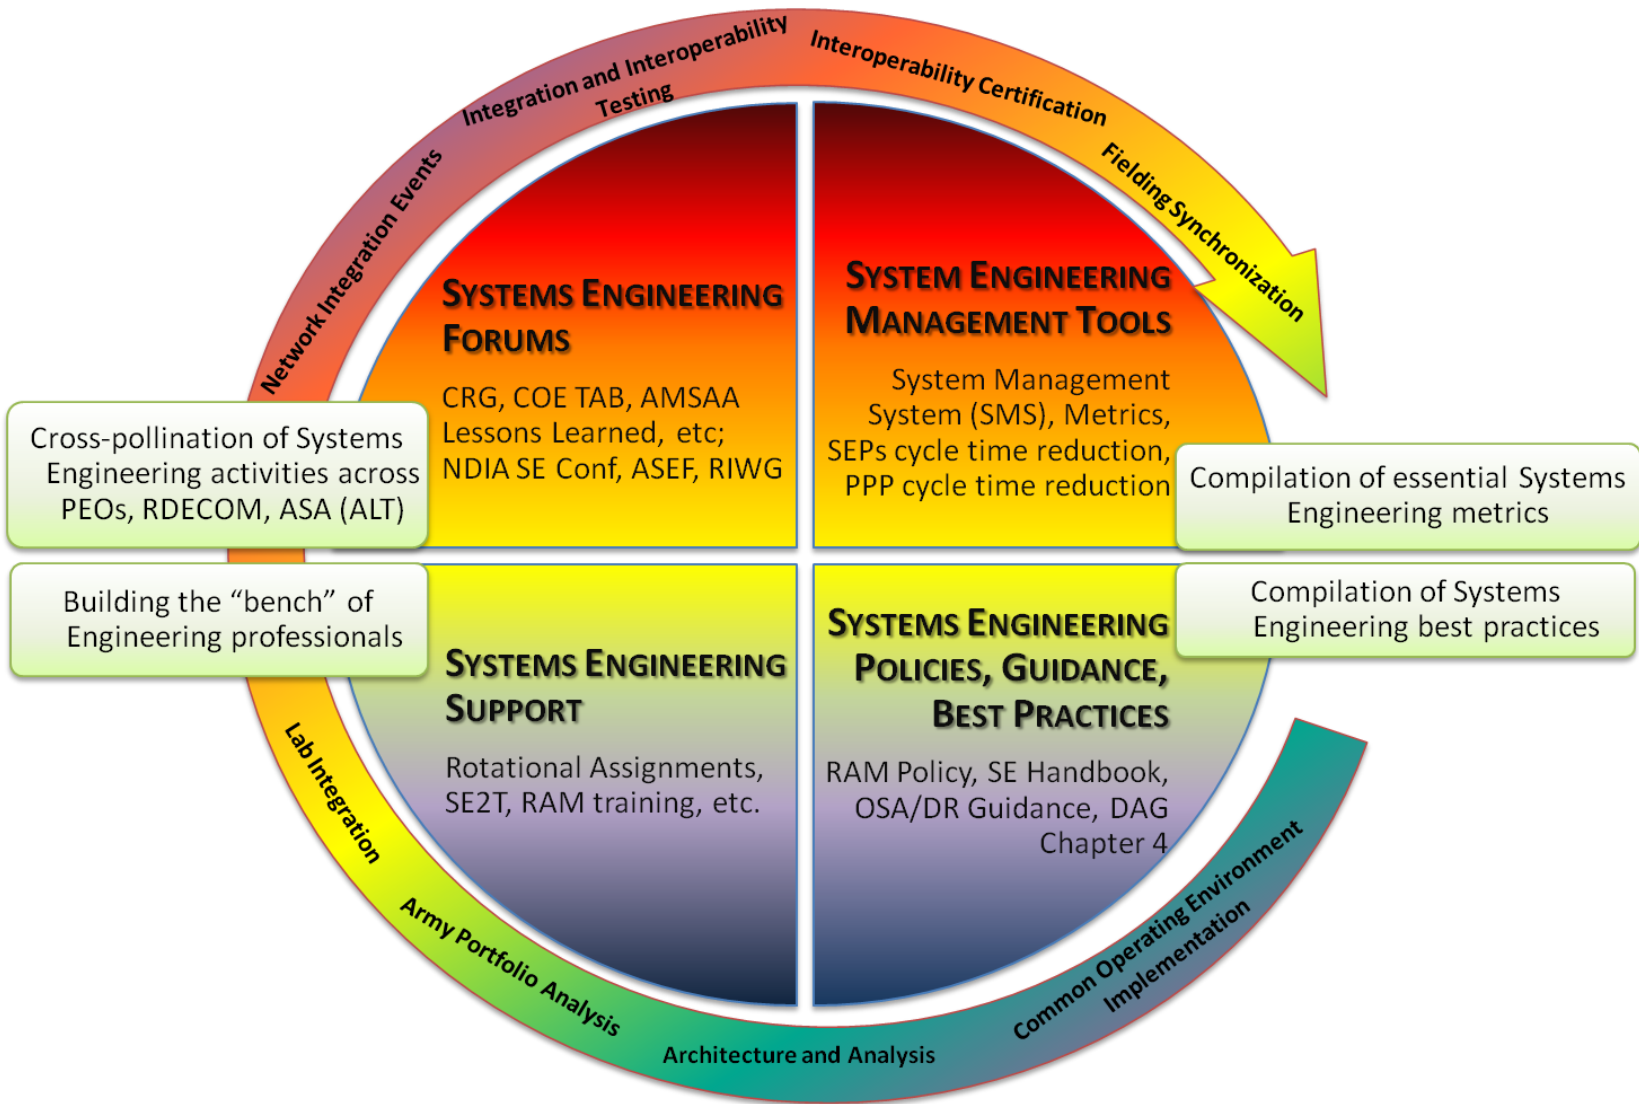 Integration and Interoperability
Testing
Interoperability Certification
Fielding Synchronization
Network Integration Events
SYSTEMS ENGINEERING
FORUMS
CRG, COE TAB, AMSAA
Lessons Learned, etc;
NDIA SE Conf, ASEF, RIWG
SYSTEM ENGINEERING
MANAGEMENT TOOLS
System Management
System (SMS), Metrics,
SEPs cycle time reduction,
PPP cycle time reduction
Cross-pollination of Systems
Engineering activities across
PEOs, RDECOM, ASA (ALT)
Compilation of essential Systems
Engineering metrics
Building the “bench” of
Engineering professionals
Compilation of Systems
Engineering best practices
SYSTEMS ENGINEERING
SUPPORT
Rotational Assignments,
SE2T, RAM training, etc.
SYSTEMS ENGINEERING
POLICIES, GUIDANCE,
BEST PRACTICES
RAM Policy, SE Handbook,
OSA/DR Guidance, DAG
Chapter 4
Lab Integration
Army Portfolio Analysis
Architecture and Analysis
Common Operating Environment
Implementation